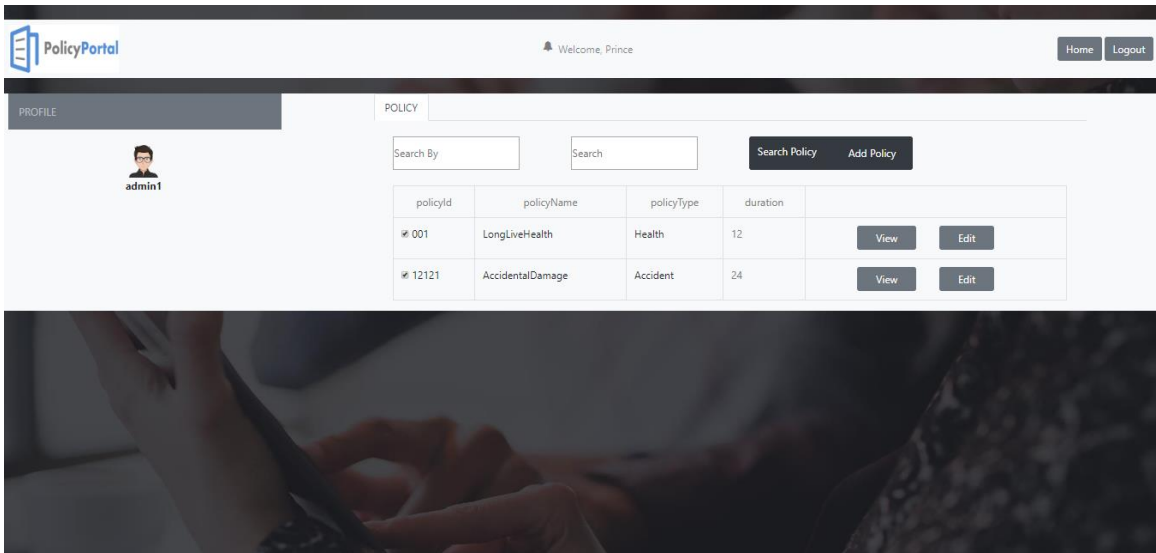 PolicyPortal
Welcome, Prince
Home Logout
PROFILE
POLICY
admin1
Search By Search Search Policy Add Policy
policyId policyName policyType duration
001 LongLiveHealth Health 12 View Edit
12121 AccidentalDamage Accident 24 View Edit